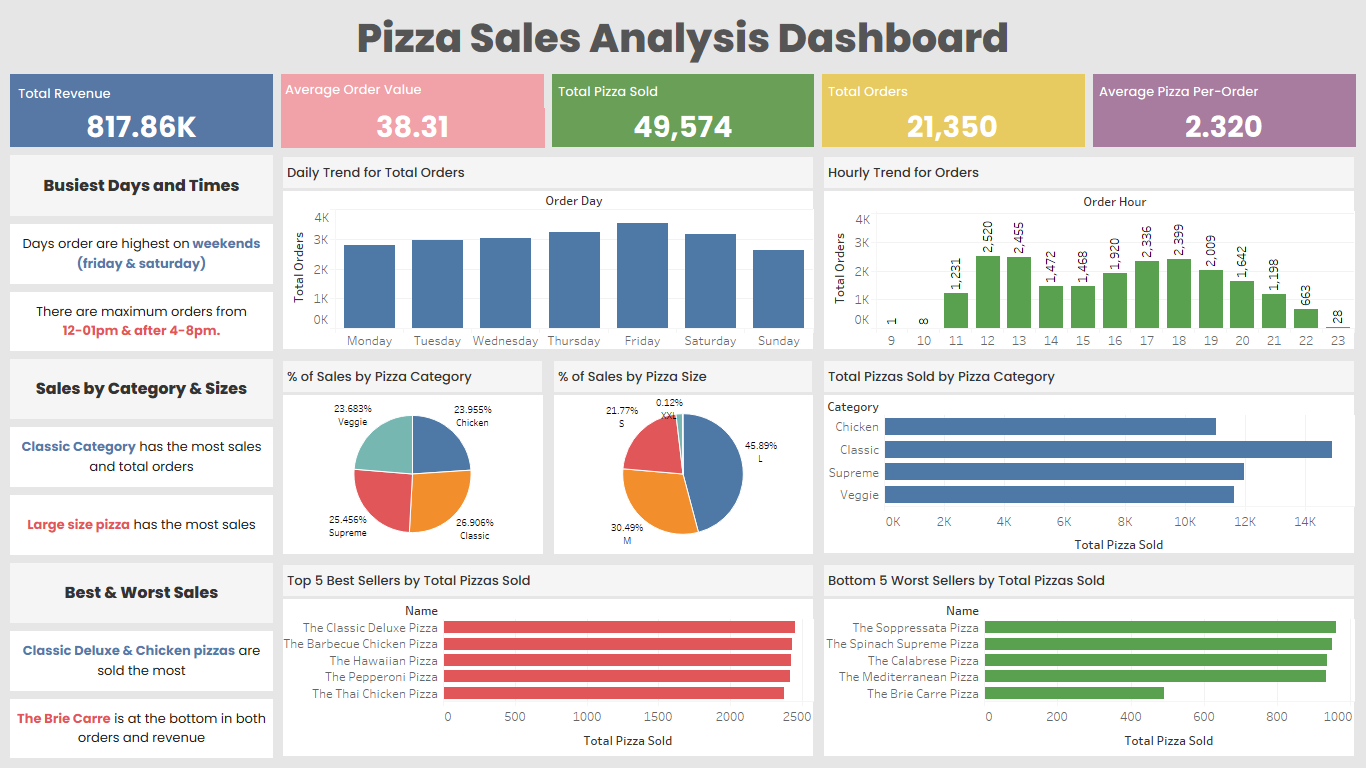 Pizza Sales Analysis Dashboard
Total Revenue
817.86K
Average Order Value
38.31
Total Pizza Sold
49,574
Total Orders
21,350
Average Pizza Per-Order
2.320
Busiest Days and Times
Days order are highest on weekends
(friday & saturday)
There are maximum orders from
12-01pm & after 4-8pm.
Sales by Category & Sizes
Classic Category has the most sales
and total orders
Large size pizza has the most sales
Best & Worst Sales
Classic Deluxe & Chicken pizzas are
sold the most
The Brie Carre is at the bottom in both
orders and revenue
Daily Trend for Total Orders
Order Day
Total Orders
4K
3K
2K
1K
0K
Monday Tuesday Wednesday Thursday Friday Saturday Sunday
Hourly Trend for Orders
Order Hour
Total Orders
4K
3K
2K
1K
0K
1 8 1,231 2,520 2,455 1,472 1,468 1,920 2,336 2,399 2,009 1,642 1,198 663 28
9 10 11 12 13 14 15 16 17 18 19 20 21 22 23
% of Sales by Pizza Category
23.683%
Veggie
23.955%
Chicken
25.456%
Supreme
26.906%
Classic
% of Sales by Pizza Size
0.12%
XXL
21.77%
S
45.89%
L
30.49%
M
Total Pizzas Sold by Pizza Category
Category
Chicken
Classic
Supreme
Veggie
0K 2K 4K 6K 8K 10K 12K 14K
Total Pizza Sold
Top 5 Best Sellers by Total Pizzas Sold
Name
The Classic Deluxe Pizza
The Barbecue Chicken Pizza
The Hawaiian Pizza
The Pepperoni Pizza
The Thai Chicken Pizza
0 500 1000 1500 2000 2500
Total Pizza Sold
Bottom 5 Worst Sellers by Total Pizzas Sold
Name
The Soppressata Pizza
The Spinach Supreme Pizza
The Calabrese Pizza
The Mediterranean Pizza
The Brie Carre Pizza
0 200 400 600 800 1000
Total Pizza Sold